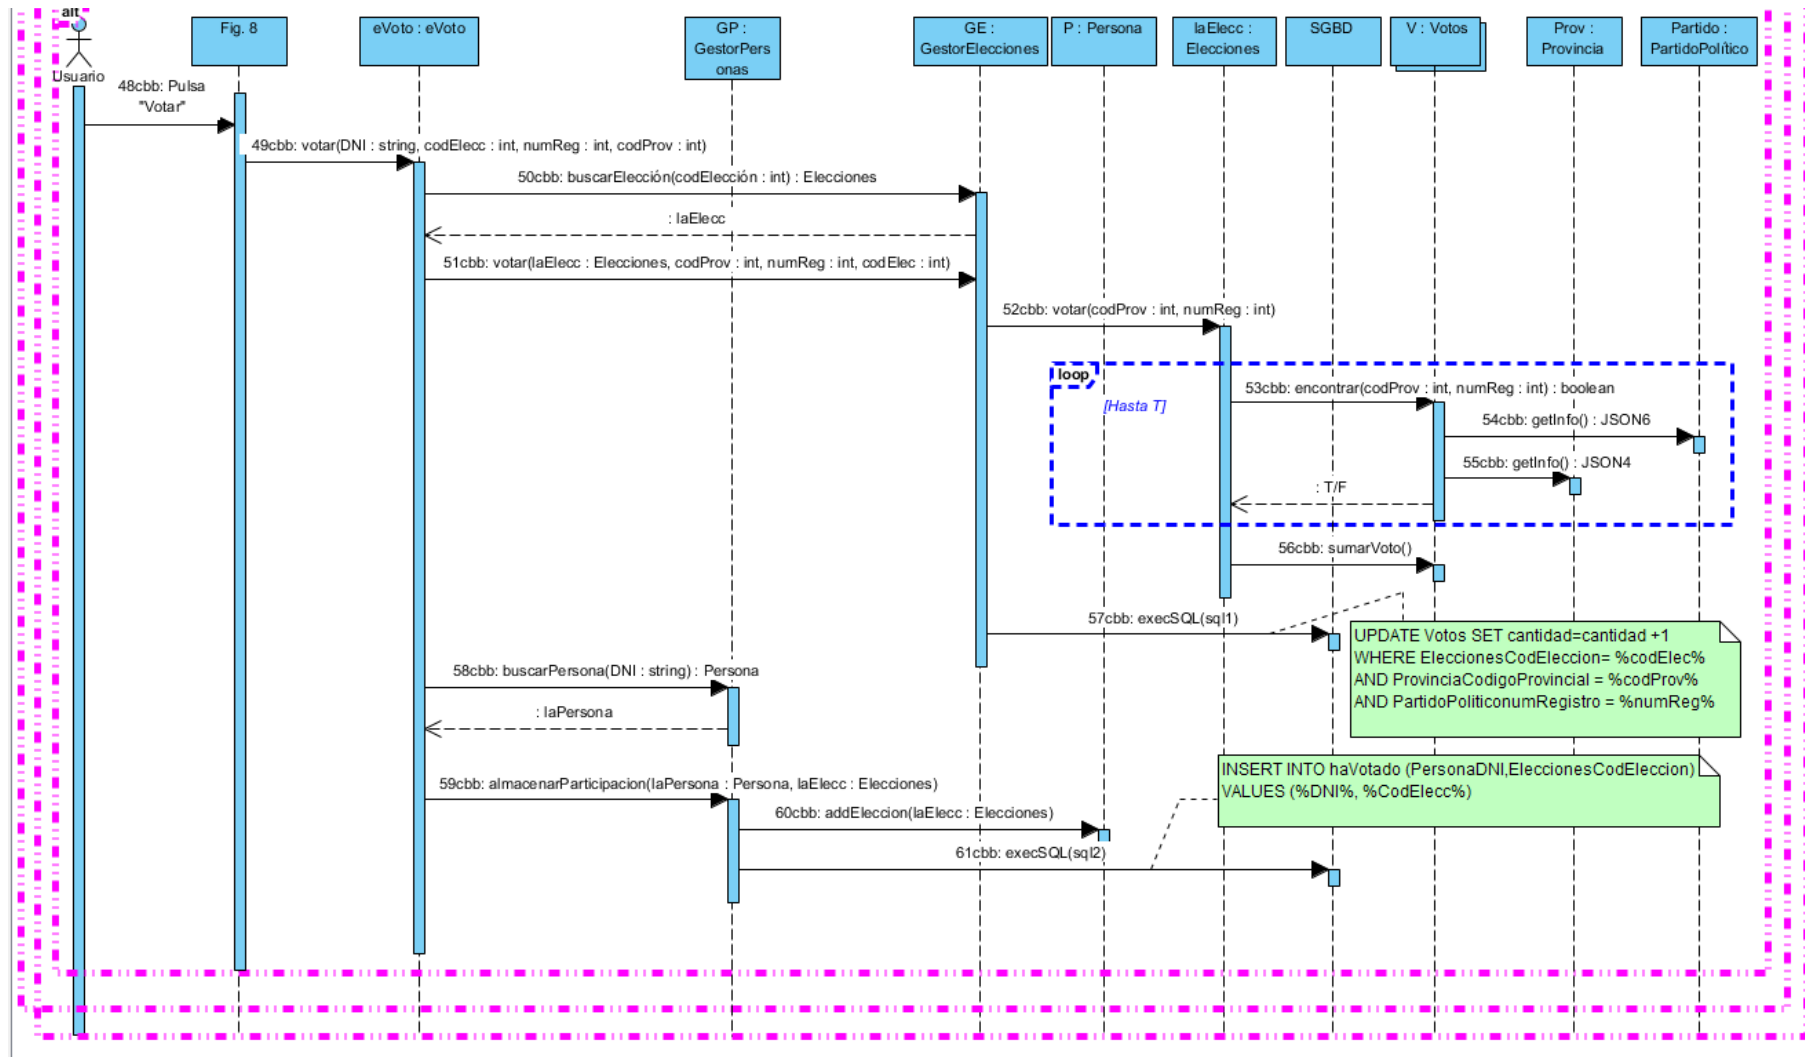 alt
Usuario
Fig. 8
eVoto : eVoto
GP :
GestorPers
onas
GE :
GestorElecciones
P : Persona
laElecc :
Elecciones
SGBD
V : Votos
Prov :
Provincia
Partido :
PartidoPolítico
48cbb: Pulsa
"Votar"
49cbb: votar(DNI : string, codElecc : int, numReg : int, codProv : int)
50cbb: buscarElección(codElección : int) : Elecciones
: laElecc
51cbb: votar(laElecc : Elecciones, codProv : int, numReg : int, codElec : int)
52cbb: votar(codProv : int, numReg : int)
loop
[Hasta T]
53cbb: encontrar(codProv : int, numReg : int) : boolean
54cbb: getInfo() : JSON6
55cbb: getInfo() : JSON4
: T/F
56cbb: sumarVoto()
57cbb: execSQL(sql1)
UPDATE Votos SET cantidad=cantidad +1
WHERE EleccionesCodEleccion= %codElec%
AND ProvinciaCodigoProvincial = %codProv%
AND PartidoPoliticonumRegistro = %numReg%
58cbb: buscarPersona(DNI : string) : Persona
: laPersona
59cbb: almacenarParticipacion(laPersona : Persona, laElecc : Elecciones)
INSERT INTO haVotado (PersonaDNI,EleccionesCodEleccion)
VALUES (%DNI%, %CodElecc%)
60cbb: addEleccion(laElecc : Elecciones)
61cbb: execSQL(sql2)